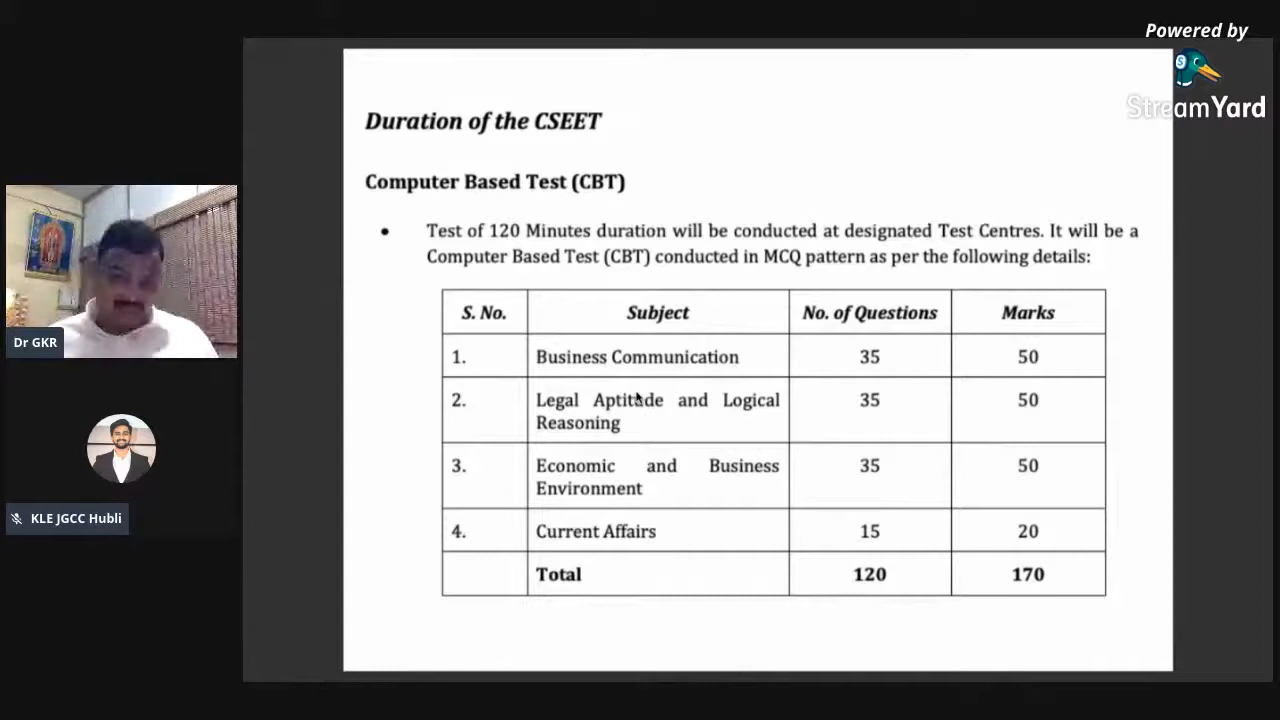 Powered by
StreamYard
Duration of the CSEET
Computer Based Test (CBT)
• Test of 120 Minutes duration will be conducted at designated Test Centres. It will be a
Computer Based Test (CBT) conducted in MCQ pattern as per the following details:
S. No. Subject No. of Questions Marks
1. Business Communication 35 50
2. Legal Aptitude and Logical 35 50
Reasoning
3. Economic and Business 35 50
Environment
4. Current Affairs 15 20
Total 120 170
Dr GKR
KLE JGCC Hubli